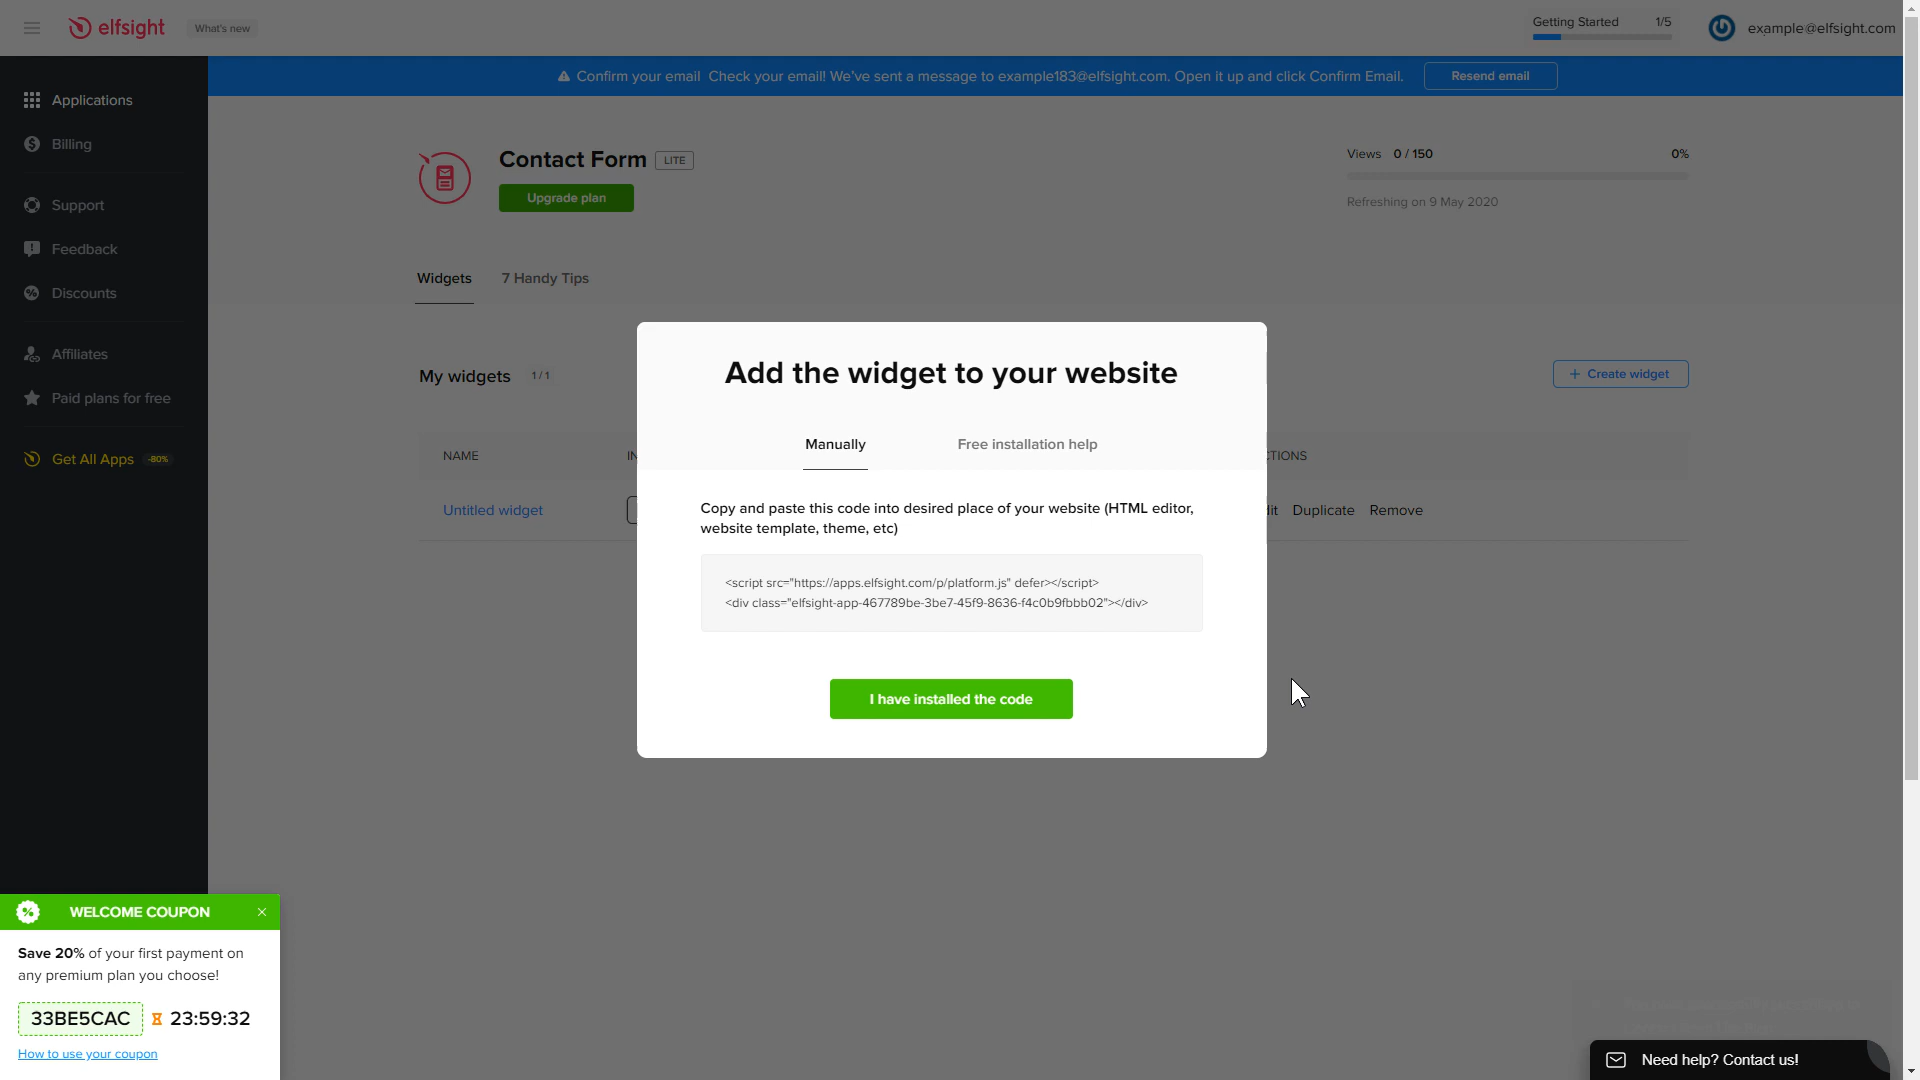 elfsight
What's new
Getting Started 1/5
example@elfsight.com
Confirm your email Check your email! We've sent a message to example183@elfsight.com. Open it up and click Confirm Email.
Resend email
Applications
Billing
Support
Feedback
Discounts
Affiliates
Paid plans for free
Get All Apps -80%
Contact Form LITE
Upgrade plan
Views 0 / 150 0%
Refreshing on 9 May 2020
Widgets 7 Handy Tips
My widgets 1 / 1
+ Create widget
NAME IN CTIONS
Untitled widget dit Duplicate Remove
Add the widget to your website
Manually Free installation help
Copy and paste this code into desired place of your website (HTML editor,
website template, theme, etc)
<script src="https://apps.elfsight.com/p/platform.js" defer></script>
<div class="elfsight-app-467789be-3be7-45f9-8636-f4c0b9fbbb02"></div>
I have installed the code
WELCOME COUPON
Save 20% of your first payment on
any premium plan you choose!
33BE5CAC 23:59:32
How to use your coupon
Need help? Contact us!